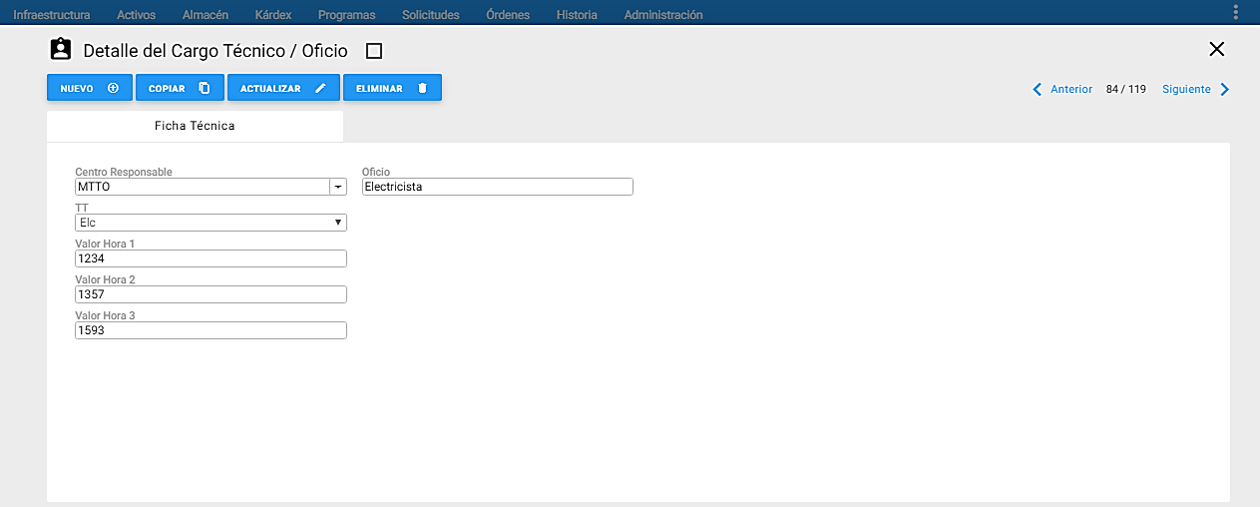 Infraestructura Activos Almacén Kárdex Programas Solicitudes Órdenes Historia Administración
Detalle del Cargo Técnico / Oficio
NUEVO COPIAR ACTUALIZAR ELIMINAR Anterior 84 / 119 Siguiente
Ficha Técnica
Centro Responsable Oficio
MTTO Electricista
TT
Elc
Valor Hora 1
1234
Valor Hora 2
1357
Valor Hora 3
1593